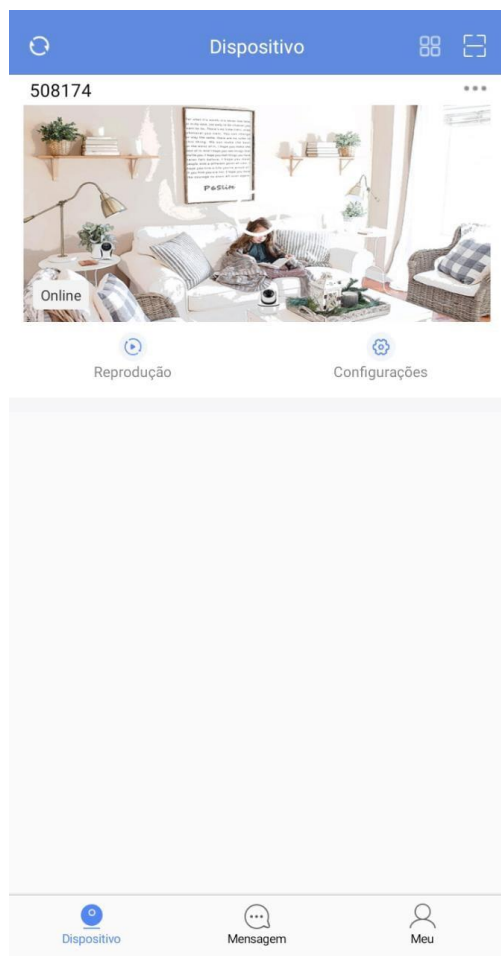 Dispositivo
508174
Online
Reprodução
Configurações
Dispositivo
Mensagem
Meu